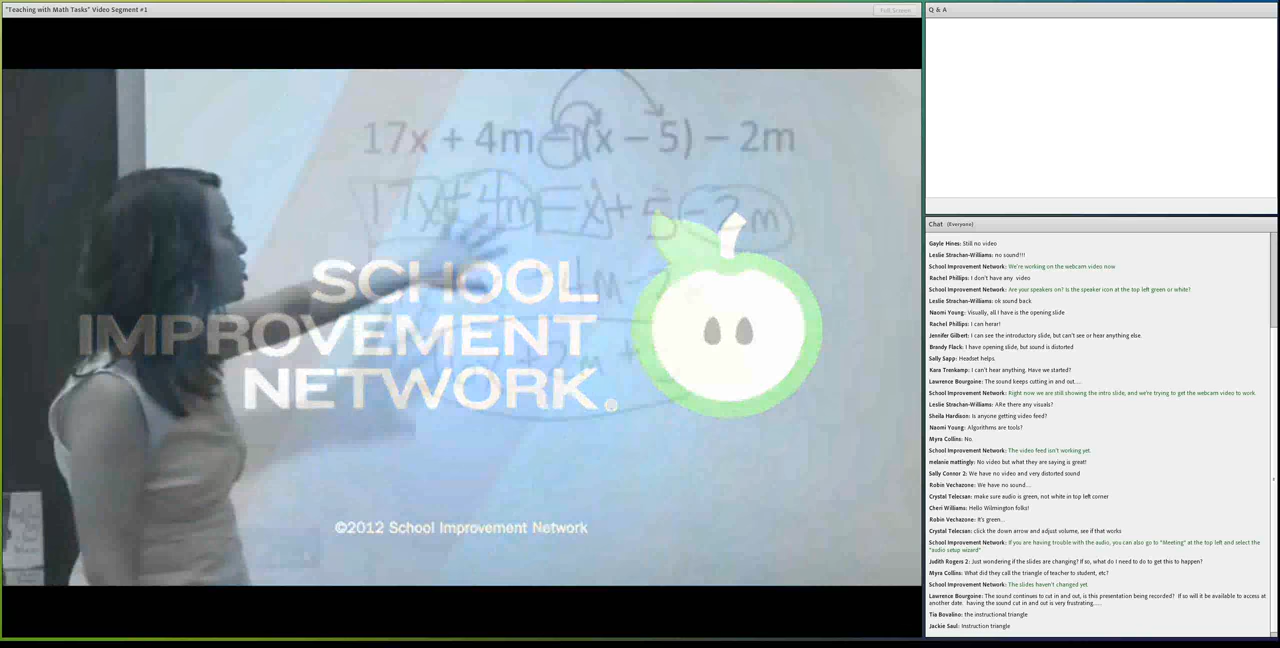 "Teaching with Math Tasks" Video Segment #1
Full Screen
17x + 4m – (x – 5) – 2m
17x + 4m – x + 5 – 2m
SCHOOL
IMPROVEMENT
NETWORK.
©2012 School Improvement Network
Q & A
Chat (Everyone)
Gayle Hines: Still no video
Leslie Strachan-Williams: no sound!!!
School Improvement Network: We're working on the webcam video now
Rachel Phillips: I don't have any video
School Improvement Network: Are your speakers on? Is the speaker icon at the top left green or white?
Leslie Strachan-Williams: ok sound back
Naomi Young: Visually, all I have is the opening slide
Rachel Phillips: I can herar!
Jennifer Gilbert: I can see the introductory slide, but can't see or hear anything else.
Brandy Flack: I have opening slide, but sound is distorted
Sally Sapp: Headset helps.
Kara Trenkamp: I can't hear anything. Have we started?
Lawrence Bourgoine: The sound keeps cutting in and out.....
School Improvement Network: Right now we are still showing the intro slide, and we're trying to get the webcam video to work.
Leslie Strachan-Williams: ARe there any visuals?
Sheila Hardison: Is anyone getting video feed?
Naomi Young: Algorithms are tools?
Myra Collins: No.
School Improvement Network: The video feed isn't working yet.
melanie mattingly: No video but what they are saying is great!
Sally Connor 2: We have no video and very distorted sound
Robin Vechazone: We have no sound....
Crystal Telecsan: make sure audio is green, not white in top left corner
Cheri Williams: Hello Wilmington folks!
Robin Vechazone: It's green...
Crystal Telecsan: click the down arrow and adjust volume, see if that works
School Improvement Network: If you are having trouble with the audio, you can also go to "Meeting" at the top left and select the
"audio setup wizard"
Judith Rogers 2: Just wondering if the slides are changing? If so, what do I need to do to get this to happen?
Myra Collins: What did they call the triangle of teacher to student, etc?
School Improvement Network: The slides haven't changed yet.
Lawrence Bourgoine: The sound continues to cut in and out, is this presentation being recorded? If so will it be available to access at
another date. having the sound cut in and out is very frustrating......
Tia Bovalino: the instructional triangle
Jackie Saul: Instruction triangle